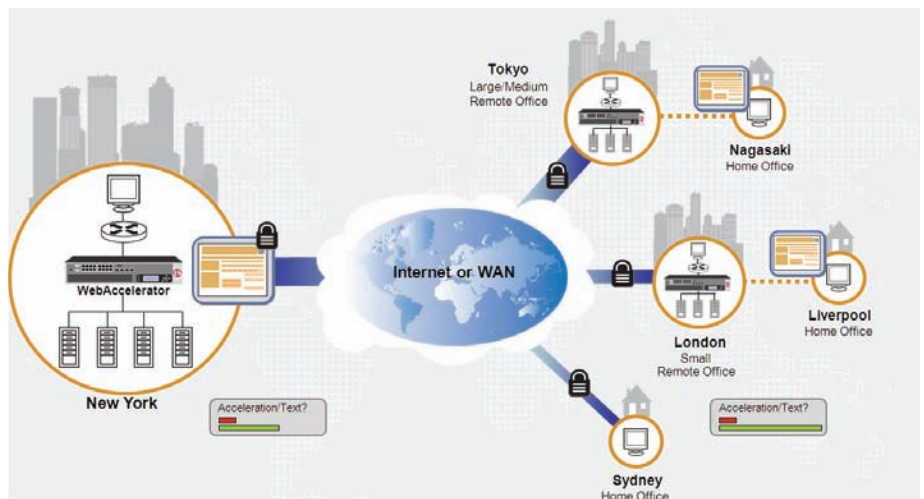 Tokyo
Large/Medium
Remote Office
Nagasaki
Home Office
Internet or WAN
WebAccelerator
New York
Liverpool
Home Office
London
Small
Remote Office
Acceleration/Text?
Acceleration/Text?
Sydney
Home Office